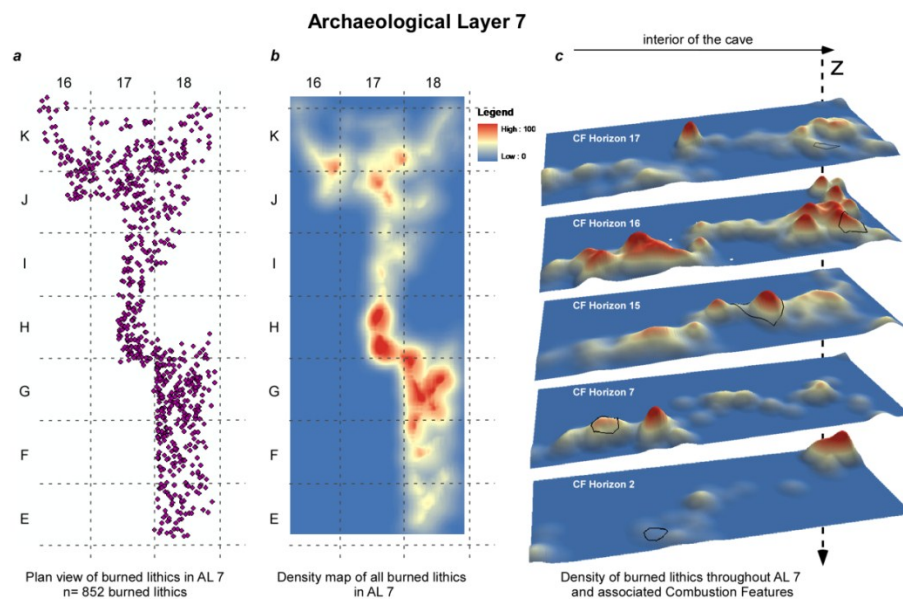 Archaeological Layer 7
a
16 17 18
K
J
I
H
G
F
E
Plan view of burned lithics in AL 7
n= 852 burned lithics
b
16 17 18
Legend
High : 100
Low : 0
Density map of all burned lithics
in AL 7
c
interior of the cave
Z
CF Horizon 17
CF Horizon 16
CF Horizon 15
CF Horizon 7
CF Horizon 2
Density of burned lithics throughout AL 7
and associated Combustion Features